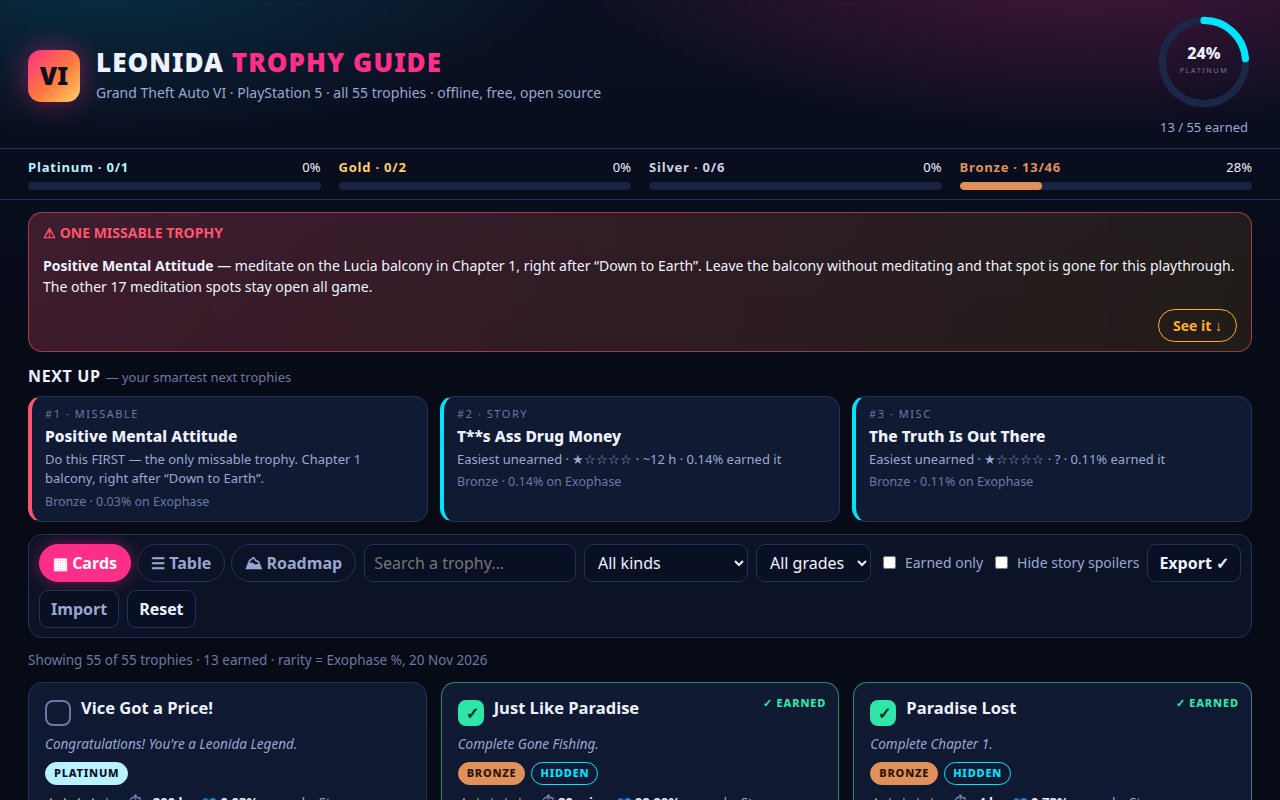 VI
LEONIDA TROPHY GUIDE
Grand Theft Auto VI · PlayStation 5 · all 55 trophies · offline, free, open source
24%
PLATINUM
13 / 55 earned
Platinum · 0/1 0%
Gold · 0/2 0%
Silver · 0/6 0%
Bronze · 13/46 28%
⚠ ONE MISSABLE TROPHY
Positive Mental Attitude — meditate on the Lucia balcony in Chapter 1, right after “Down to Earth”. Leave the balcony without meditating and that spot is gone for this playthrough.
The other 17 meditation spots stay open all game.
See it ↓
NEXT UP — your smartest next trophies
#1 · MISSABLE
Positive Mental Attitude
Do this FIRST — the only missable trophy. Chapter 1
balcony, right after “Down to Earth”.
Bronze · 0.03% on Exophase
#2 · STORY
T**s Ass Drug Money
Easiest unearned · ★☆☆☆☆ · ~12 h · 0.14% earned it
Bronze · 0.14% on Exophase
#3 · MISC
The Truth Is Out There
Easiest unearned · ★☆☆☆☆ · ? · 0.11% earned it
Bronze · 0.11% on Exophase
▦ Cards
☰ Table
⛰ Roadmap
Search a trophy...
All kinds
All grades
Earned only
Hide story spoilers
Export ✓
Import
Reset
Showing 55 of 55 trophies · 13 earned · rarity = Exophase %, 20 Nov 2026
Vice Got a Price!
Congratulations! You're a Leonida Legend.
PLATINUM
✓ Just Like Paradise
✓ EARNED
Complete Gone Fishing.
BRONZE HIDDEN
✓ Paradise Lost
✓ EARNED
Complete Chapter 1.
BRONZE HIDDEN